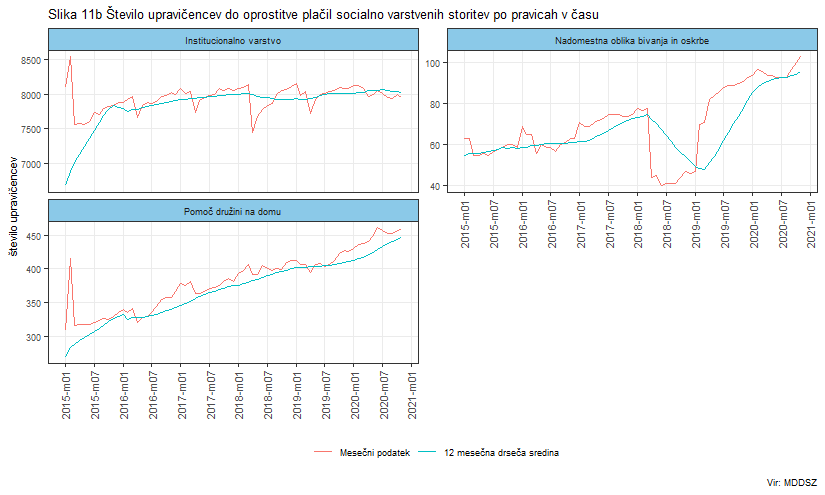 Slika 11b Število upravičencev do oprostitve plačil socialno varstvenih storitev po pravicah v času
število upravičencev
Institucionalno varstvo
8500
8000
7500
7000
Nadomestna oblika bivanja in oskrbe
100
80
60
40
2015-m01
2015-m07
2016-m01
2016-m07
2017-m01
2017-m07
2018-m01
2018-m07
2019-m01
2019-m07
2020-m01
2020-m07
2021-m01
Pomoč družini na domu
450
400
350
300
2015-m01
2015-m07
2016-m01
2016-m07
2017-m01
2017-m07
2018-m01
2018-m07
2019-m01
2019-m07
2020-m01
2020-m07
2021-m01
Mesečni podatek
12 mesečna drseča sredina
Vir: MDDSZ